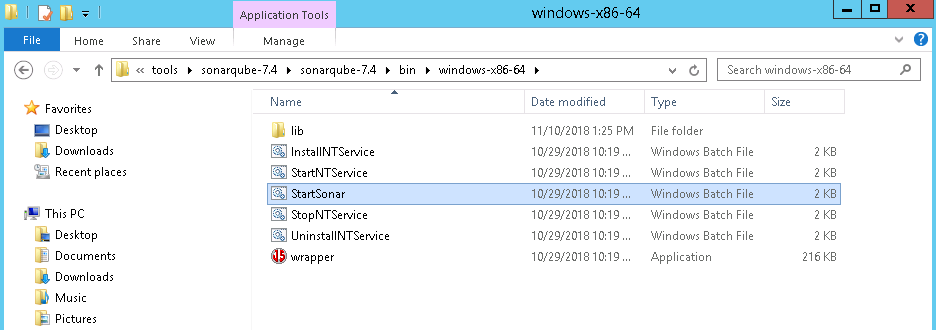 Application Tools
windows-x86-64
File Home Share View Manage
« tools ▸ sonarqube-7.4 ▸ sonarqube-7.4 ▸ bin ▸ windows-x86-64 ▸
Search windows-x86-64
Name Date modified Type Size
Favorites
Desktop
Downloads
Recent places
This PC
Desktop
Documents
Downloads
Music
Pictures
lib 11/10/2018 1:25 PM File folder
InstallNTService 10/29/2018 10:19 ... Windows Batch File 2 KB
StartNTService 10/29/2018 10:19 ... Windows Batch File 2 KB
StartSonar 10/29/2018 10:19 ... Windows Batch File 2 KB
StopNTService 10/29/2018 10:19 ... Windows Batch File 2 KB
UninstallNTService 10/29/2018 10:19 ... Windows Batch File 2 KB
wrapper 10/29/2018 10:19 ... Application 216 KB